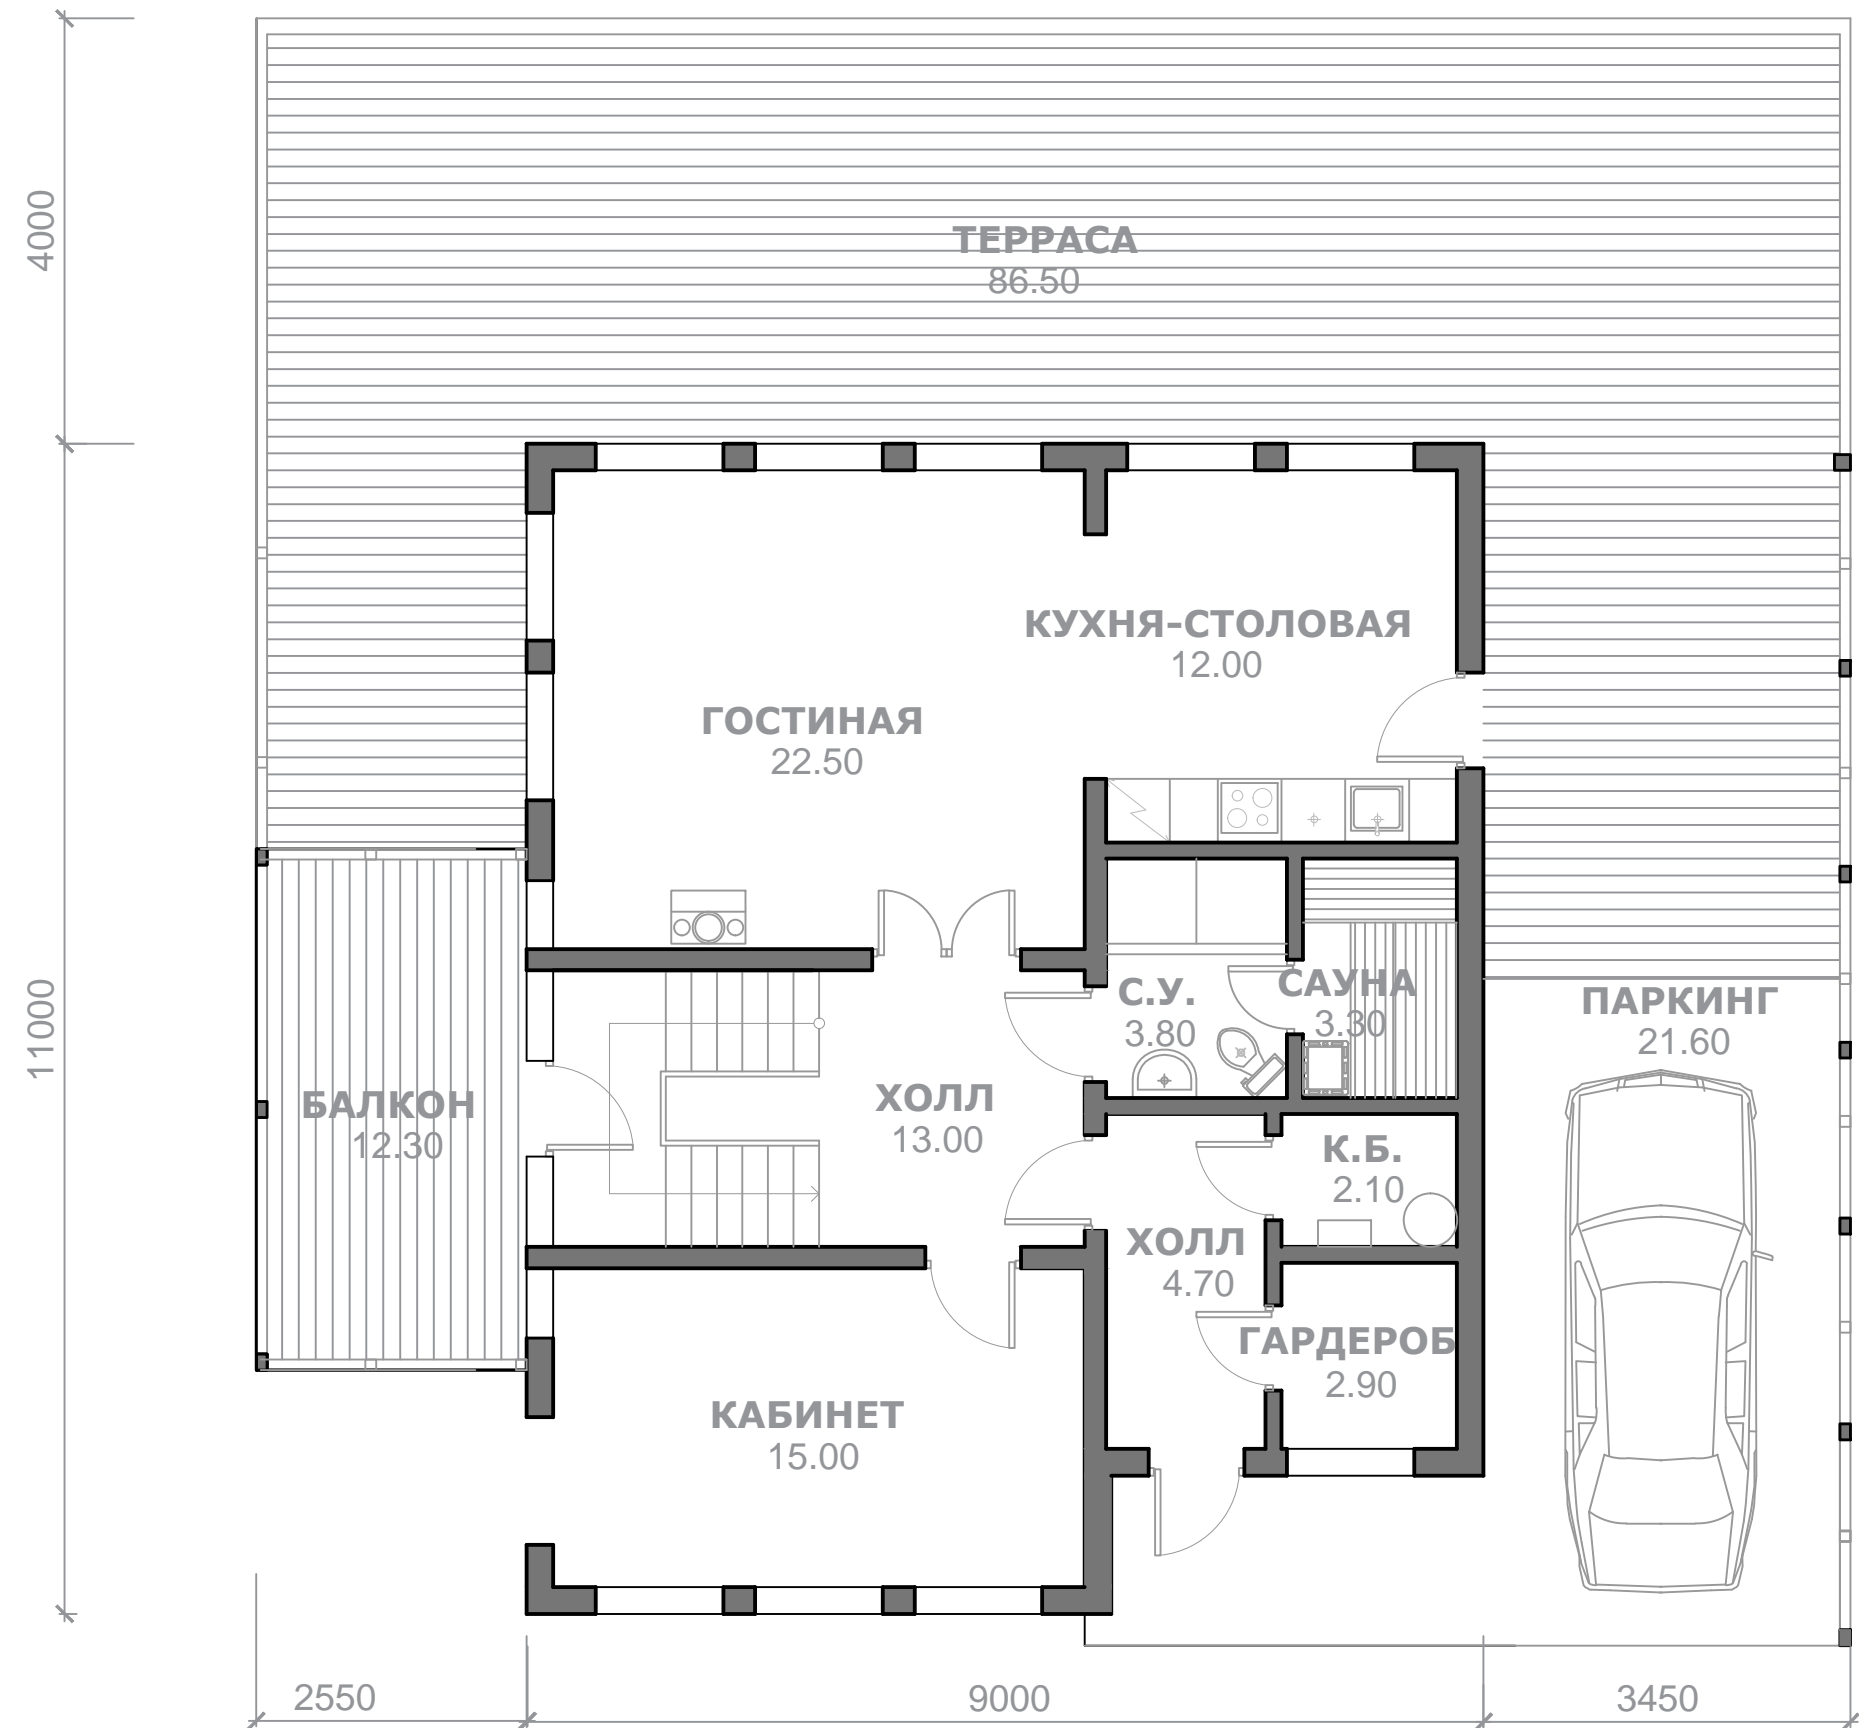 4000
ТЕРРАСА
86.50
КУХНЯ-СТОЛОВАЯ
12.00
ГОСТИНАЯ
22.50
11000
С.У.
3.80
САУНА
3.30
ПАРКИНГ
21.60
БАЛКОН
12.30
ХОЛЛ
13.00
К.Б.
2.10
ХОЛЛ
4.70
ГАРДЕРОБ
2.90
КАБИНЕТ
15.00
2550
9000
3450